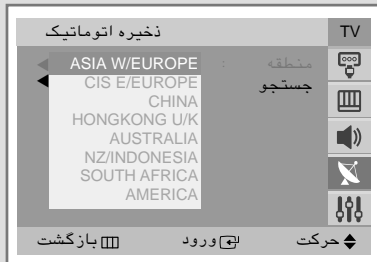 TV ذخیره اتوماتیک
منطقه : ASIA W/EUROPE
جستجو CIS E/EUROPE
CHINA
HONGKONG U/K
AUSTRALIA
NZ/INDONESIA
SOUTH AFRICA
AMERICA
حرکت ورود بازگشت